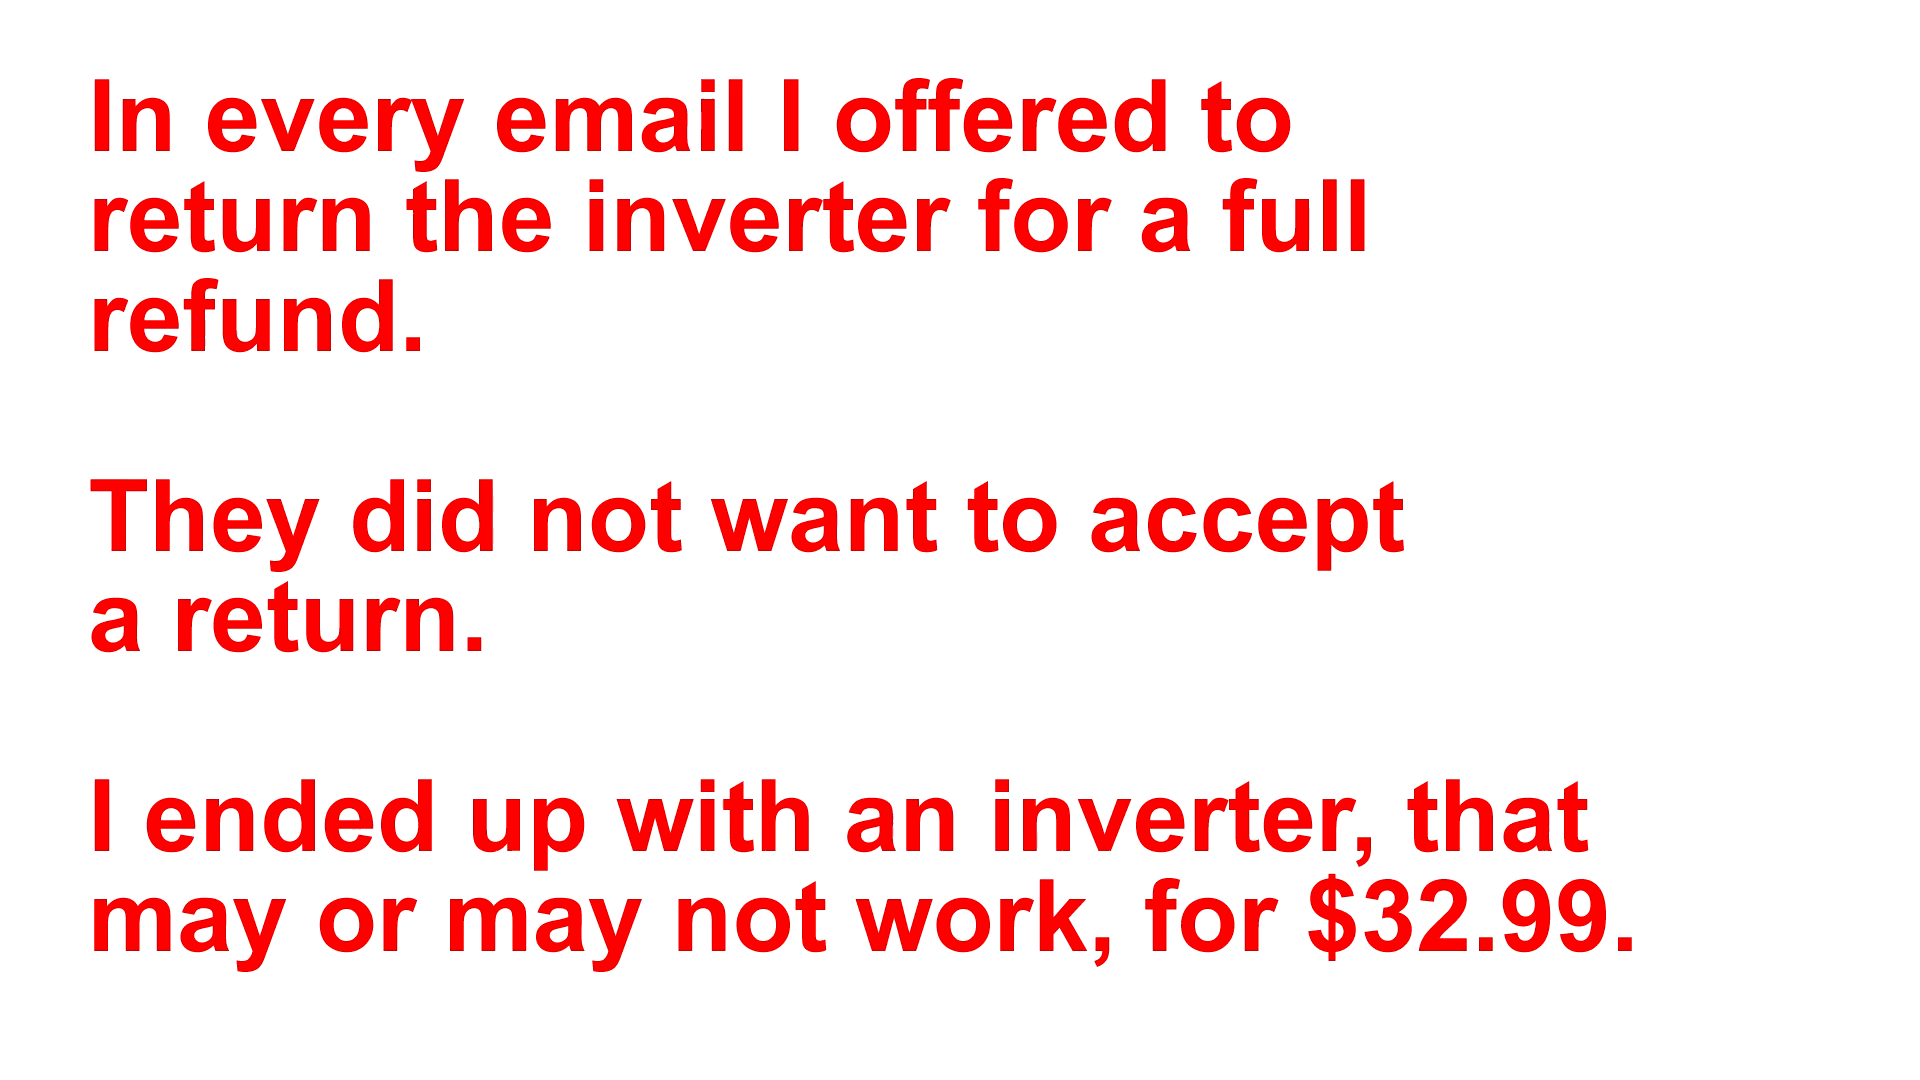 In every email I offered to
return the inverter for a full
refund.
They did not want to accept
a return.
I ended up with an inverter, that
may or may not work, for $32.99.